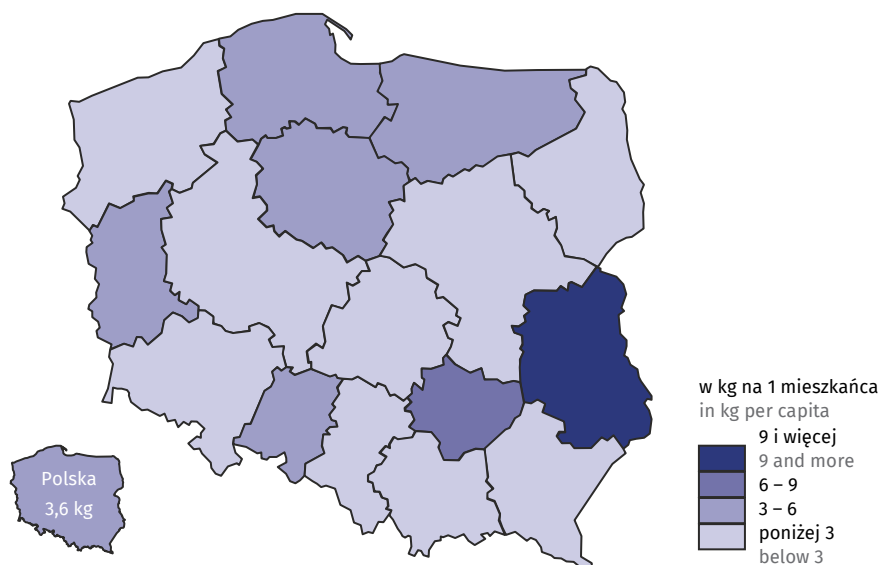 Polska
3,6 kg
w kg na 1 mieszkańca
in kg per capita
9 i więcej
9 and more
6 – 9
3 – 6
poniżej 3
below 3